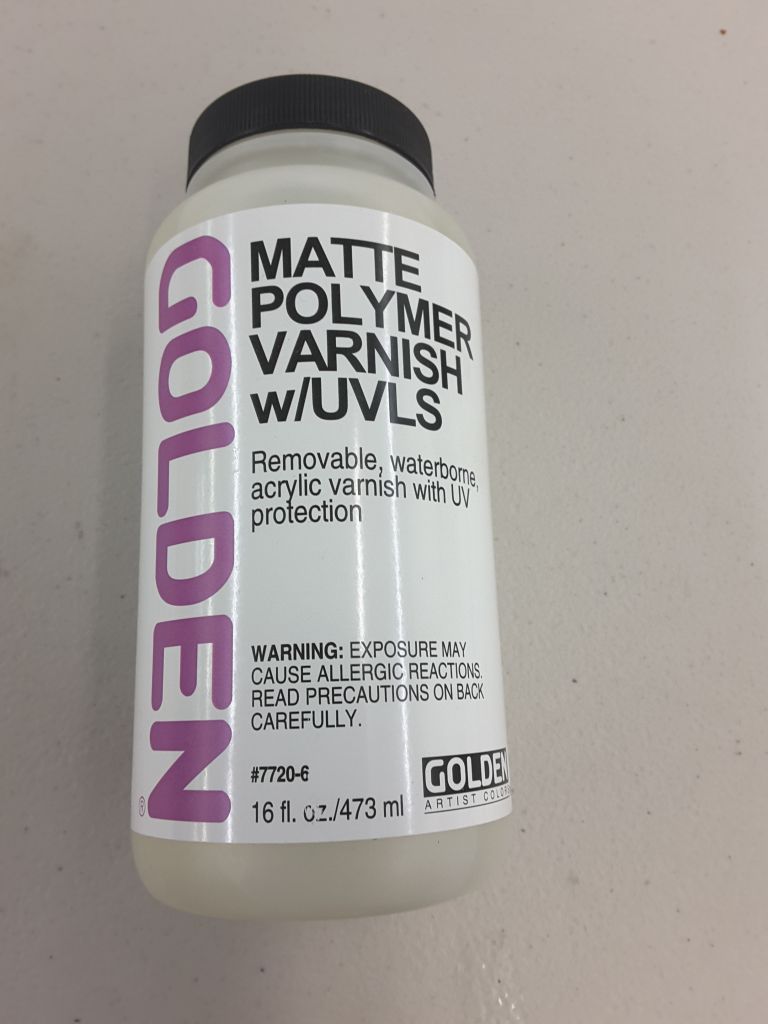 GOLDEN
®
MATTE
POLYMER
VARNISH
w/UVLS
Removable, waterborne,
acrylic varnish with UV
protection
WARNING: EXPOSURE MAY
CAUSE ALLERGIC REACTIONS.
READ PRECAUTIONS ON BACK
CAREFULLY.
#7720-6
16 fl. oz./473 ml
GOLDEN
ARTIST COLORS